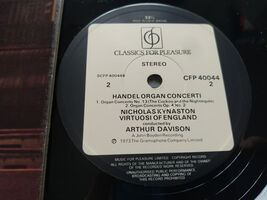 33⅓
CLASSICS FOR PLEASURE
STEREO
SCFP 40044B
CFP 40044
2
2
HANDEL ORGAN CONCERTI
1. Organ Concerto No. 13 (The Cuckoo and the Nightingale)
2. Organ Concerto Op. 4, No. 2
NICHOLAS KYNASTON
VIRTUOSI OF ENGLAND
conducted by
ARTHUR DAVISON
A John Boyden Recording
℗ 1973 The Gramophone Company Limited
MUSIC FOR PLEASURE LIMITED. COPYRIGHT RECORD
ALL RIGHTS OF THE MANUFACTURER AND OF THE OWNER
OF THE RECORDED WORK RESERVED.
UNAUTHORISED PUBLIC PERFORMANCE
BROADCASTING AND COPYING OF
THIS RECORD PROHIBITED